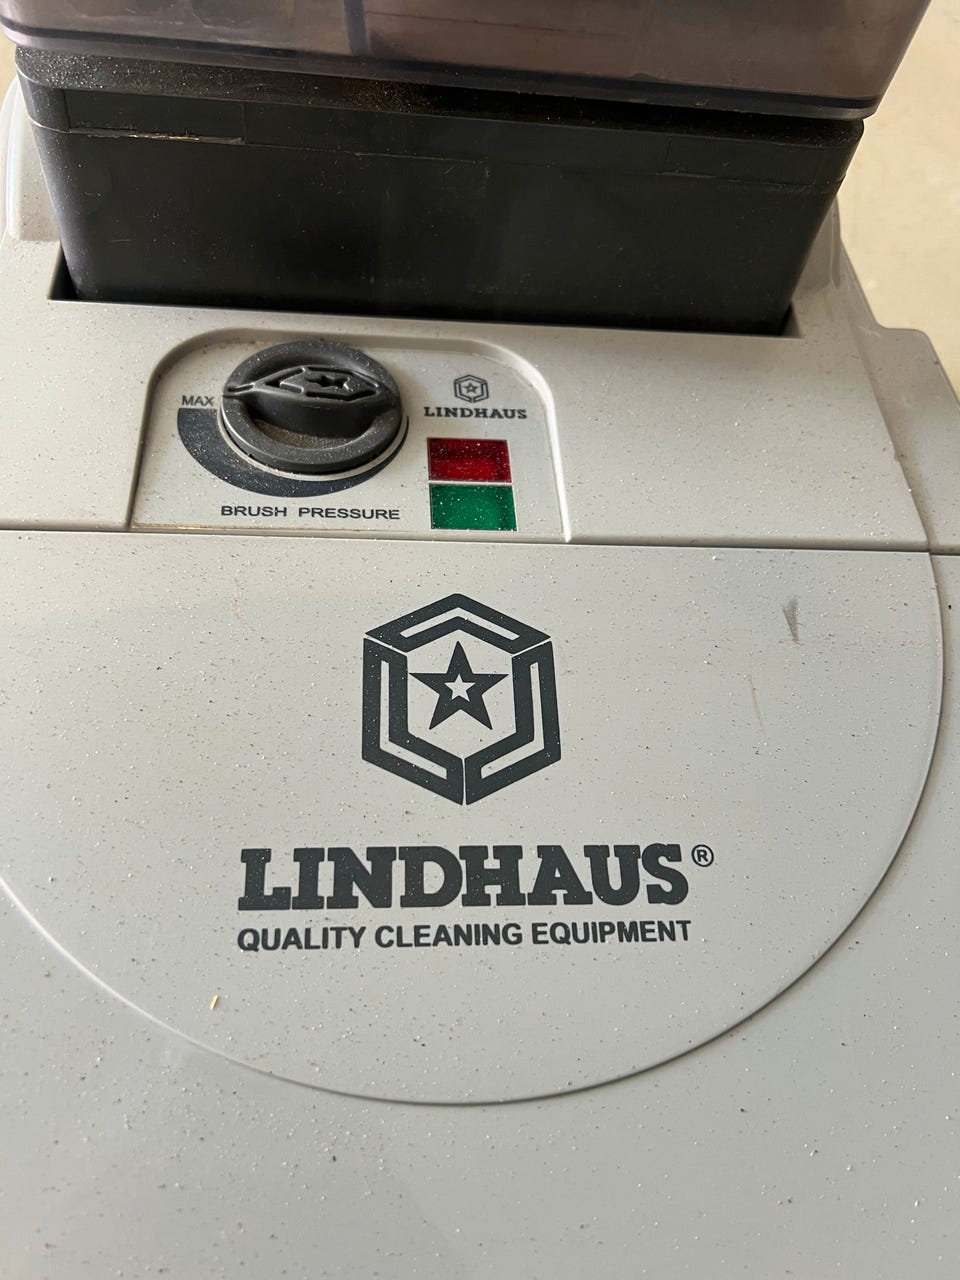 MAX
LINDHAUS
BRUSH PRESSURE
LINDHAUS®
QUALITY CLEANING EQUIPMENT